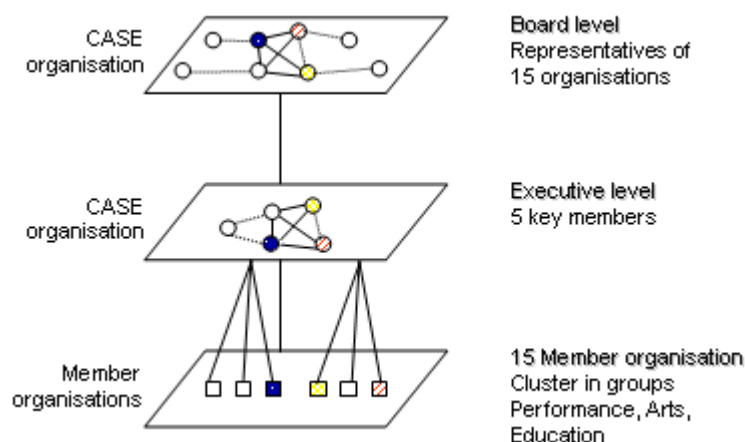 CASE
organisation
Board level
Representatives of
15 organisations
CASE
organisation
Executive level
5 key members
Member
organisations
15 Member organisation
Cluster in groups
Performance, Arts,
Education